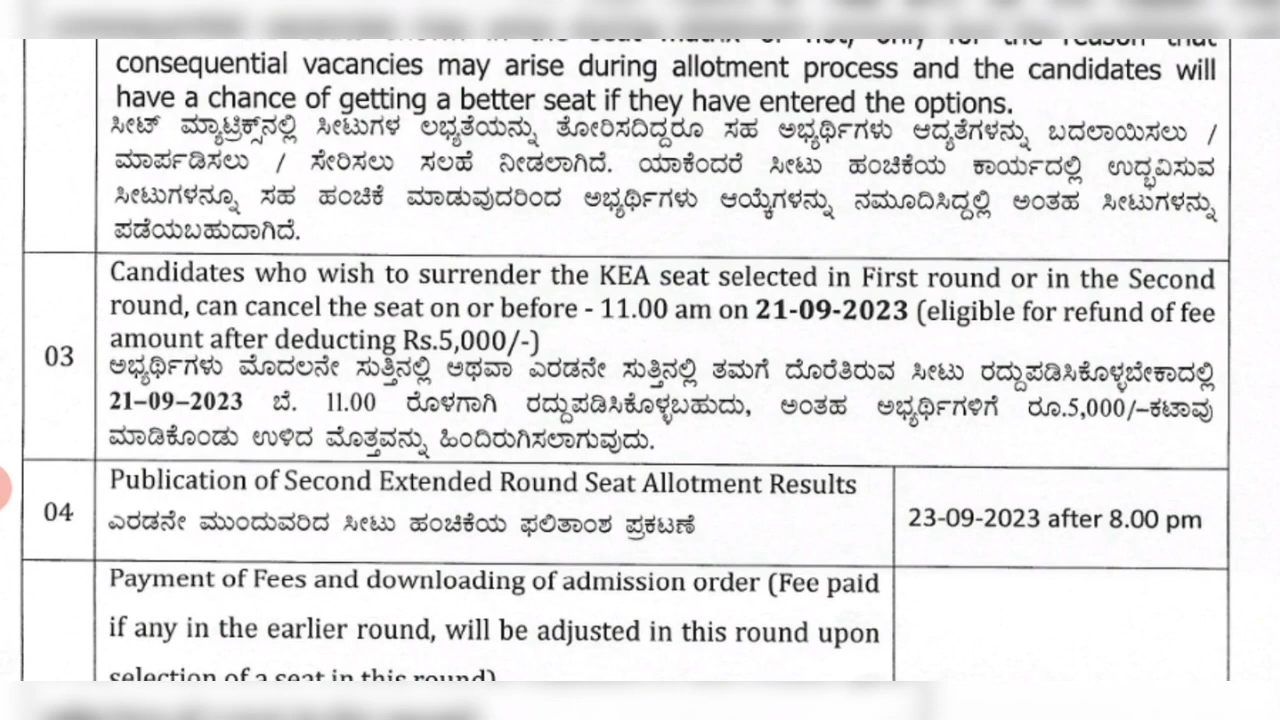 consequential vacancies may arise during allotment process and the candidates will
have a chance of getting a better seat if they have entered the options.
ಸೀಟ್ ಮ್ಯಾಟ್ರಿಕ್ಸ್‌ನಲ್ಲಿ ಸೀಟುಗಳ ಲಭ್ಯತೆಯನ್ನು ತೋರಿಸದಿದ್ದರೂ ಸಹ ಅಭ್ಯರ್ಥಿಗಳು ಆದ್ಯತೆಗಳನ್ನು ಬದಲಾಯಿಸಲು /
ಮಾರ್ಪಡಿಸಲು / ಸೇರಿಸಲು ಸಲಹೆ ನೀಡಲಾಗಿದೆ. ಯಾಕೆಂದರೆ ಸೀಟು ಹಂಚಿಕೆಯ ಕಾರ್ಯದಲ್ಲಿ ಉದ್ಭವಿಸುವ
ಸೀಟುಗಳನ್ನೂ ಸಹ ಹಂಚಿಕೆ ಮಾಡುವುದರಿಂದ ಅಭ್ಯರ್ಥಿಗಳು ಆಯ್ಕೆಗಳನ್ನು ನಮೂದಿಸಿದ್ದಲ್ಲಿ ಅಂತಹ ಸೀಟುಗಳನ್ನು
ಪಡೆಯಬಹುದಾಗಿದೆ.
03
Candidates who wish to surrender the KEA seat selected in First round or in the Second
round, can cancel the seat on or before - 11.00 am on 21-09-2023 (eligible for refund of fee
amount after deducting Rs.5,000/-)
ಅಭ್ಯರ್ಥಿಗಳು ಮೊದಲನೇ ಸುತ್ತಿನಲ್ಲಿ ಅಥವಾ ಎರಡನೇ ಸುತ್ತಿನಲ್ಲಿ ತಮಗೆ ದೊರೆತಿರುವ ಸೀಟು ರದ್ದುಪಡಿಸಿಕೊಳ್ಳಬೇಕಾದಲ್ಲಿ
21-09-2023 ಬೆ. 11.00 ರೊಳಗಾಗಿ ರದ್ದುಪಡಿಸಿಕೊಳ್ಳಬಹುದು, ಅಂತಹ ಅಭ್ಯರ್ಥಿಗಳಿಗೆ ರೂ.5,000/-ಕಟಾವು
ಮಾಡಿಕೊಂಡು ಉಳಿದ ಮೊತ್ತವನ್ನು ಹಿಂದಿರುಗಿಸಲಾಗುವುದು.
04
Publication of Second Extended Round Seat Allotment Results
ಎರಡನೇ ಮುಂದುವರಿದ ಸೀಟು ಹಂಚಿಕೆಯ ಫಲಿತಾಂಶ ಪ್ರಕಟಣೆ
23-09-2023 after 8.00 pm
Payment of Fees and downloading of admission order (Fee paid
if any in the earlier round, will be adjusted in this round upon
selection of a seat in this round)